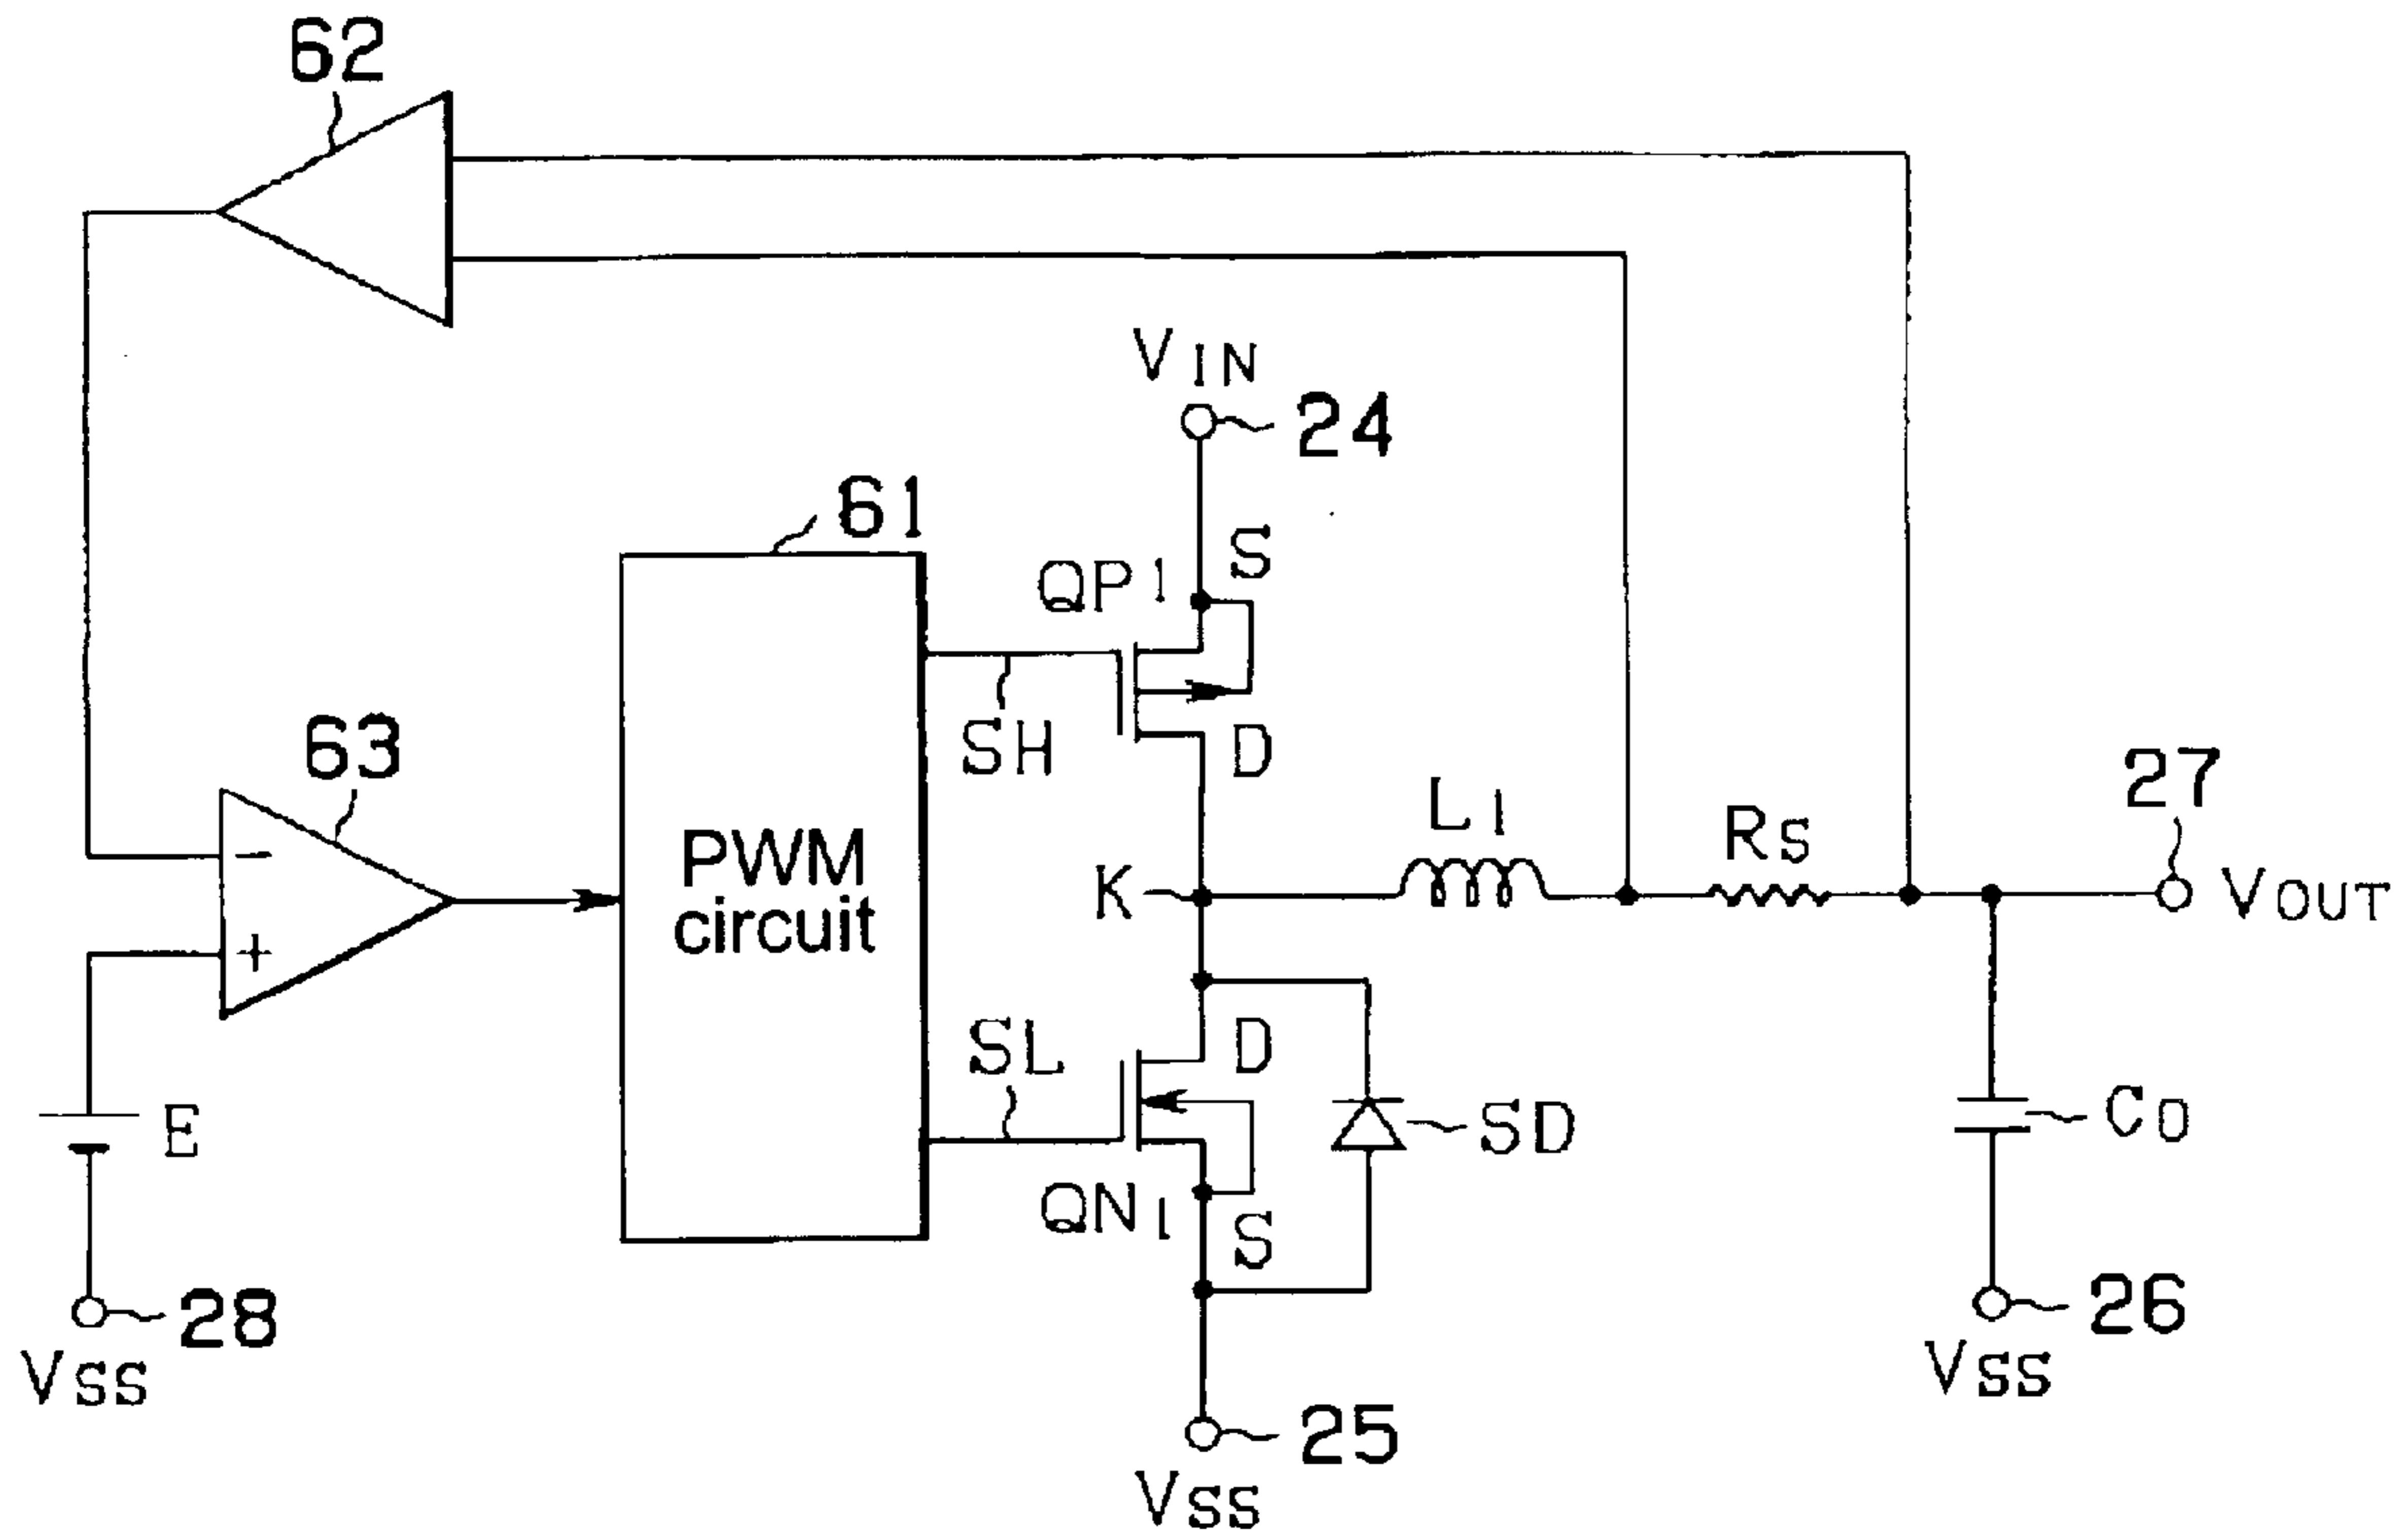 62
VIN
24
61
S
QP1
SH
D
63
27
L1
RS
PWM
circuit
K
VOUT
−
+
SL
D
E
SD
CO
QN1
S
28
26
VSS
VSS
25
VSS